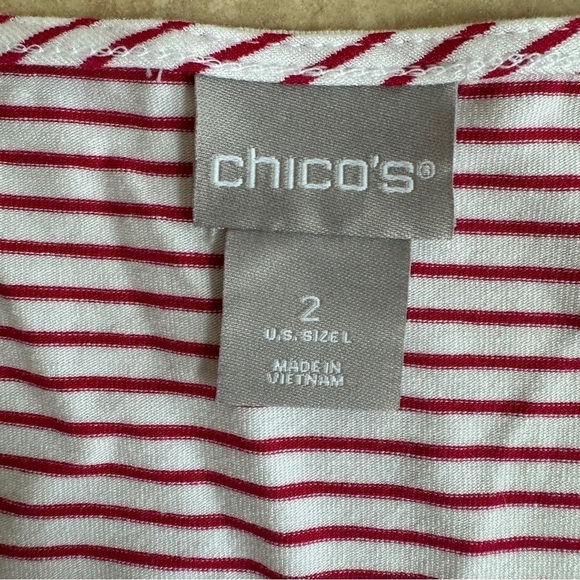 chico's®
2
U.S. SIZE L
MADE IN
VIETNAM